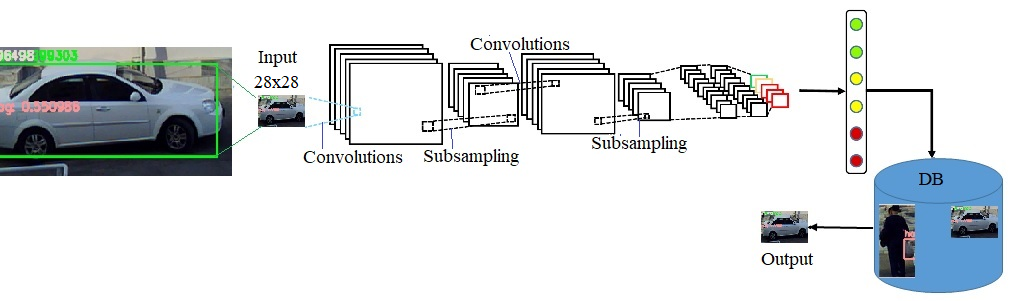 Convolutions
Input
28x28
Convolutions
Subsampling
Subsampling
DB
Output